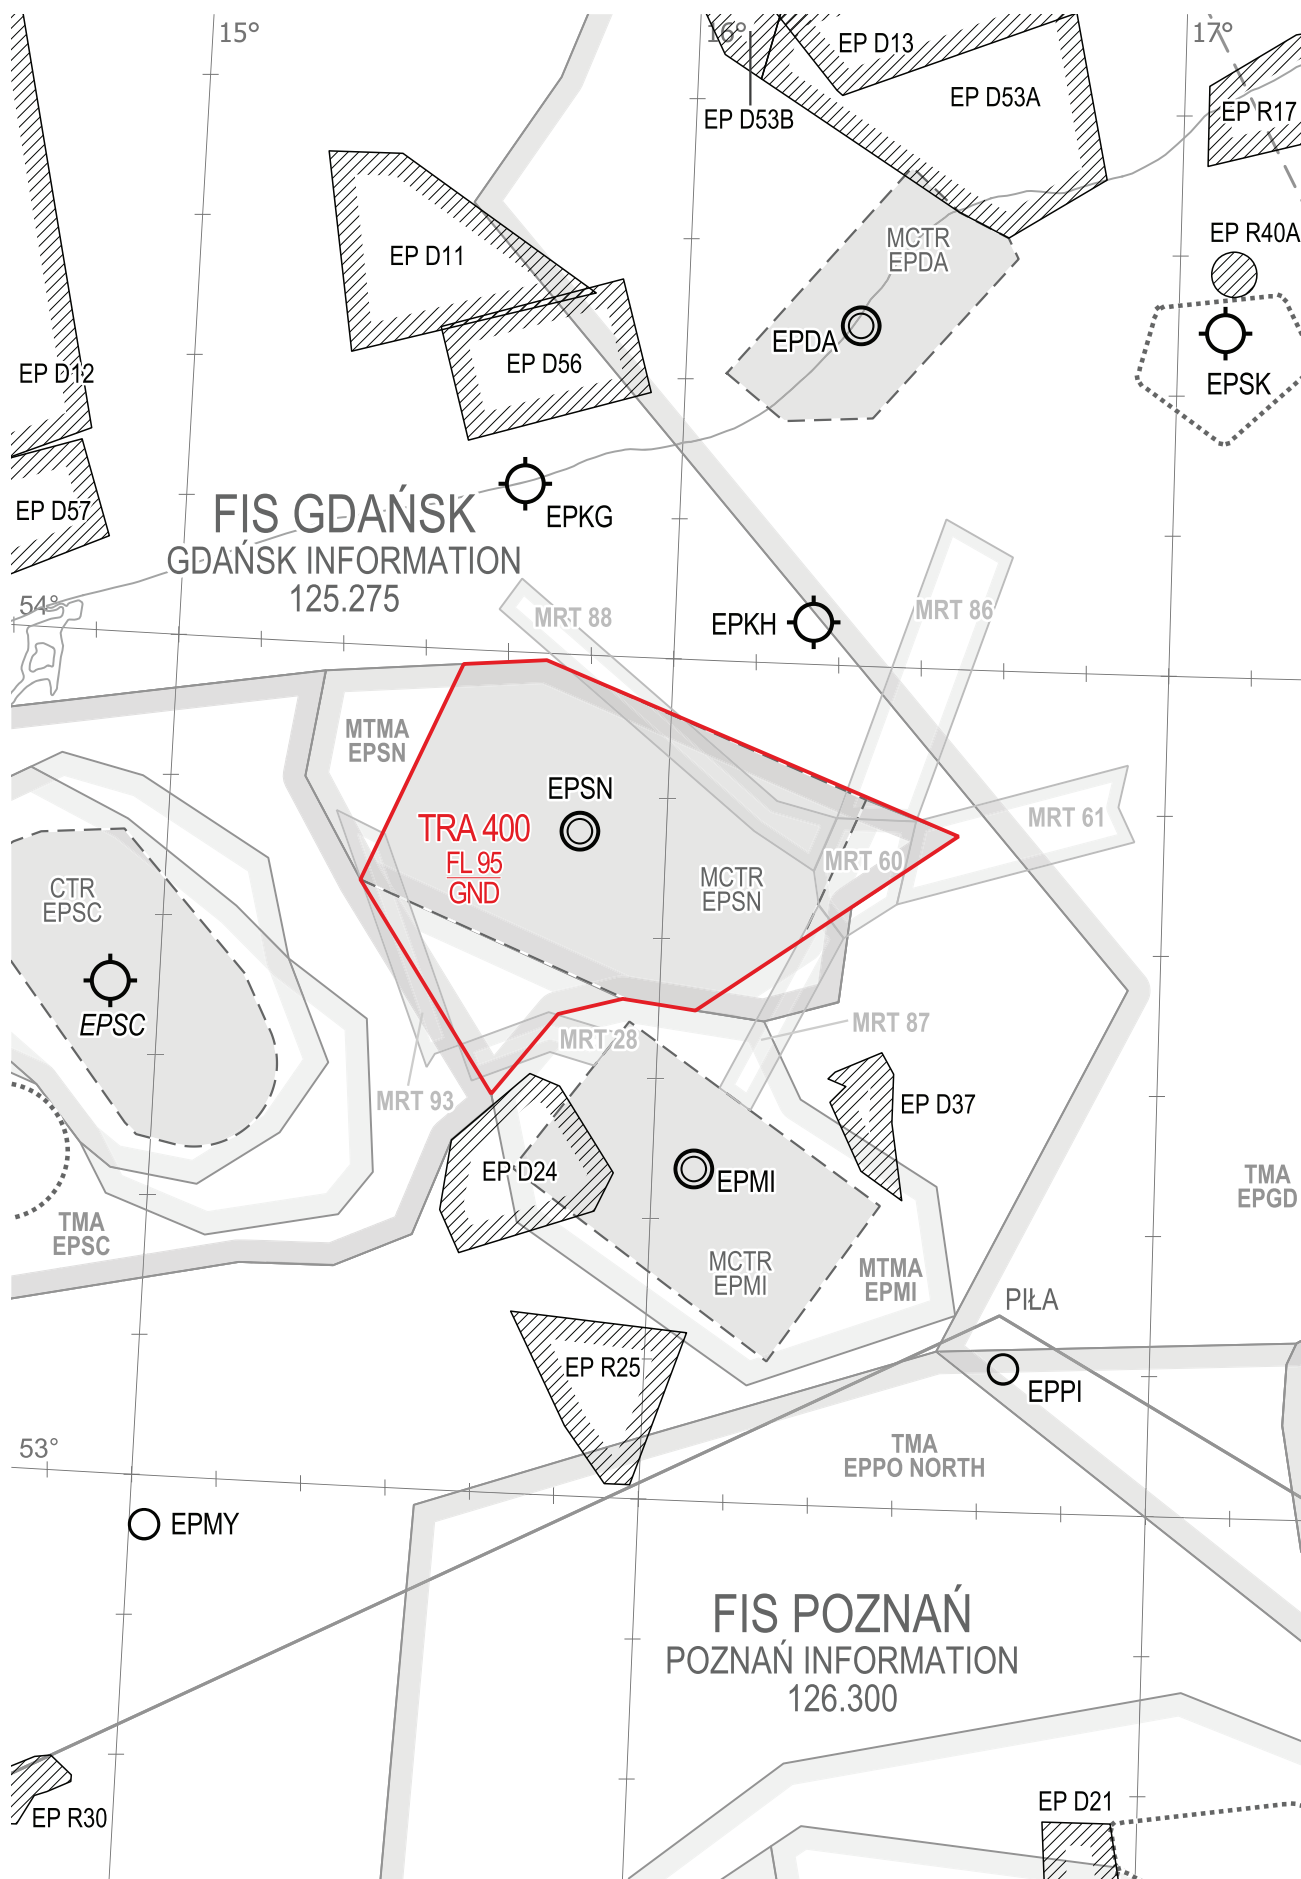 15°
16°
17°
EP D13
EP D53A
EP D53B
EP R17
EP D11
MCTR
EPDA
EP R40A
EPDA
EP D56
EP D12
EPSK
FIS GDAŃSK
GDAŃSK INFORMATION
125.275
EP D57
EPKG
54°
MRT 88
EPKH
MRT 86
MTMA
EPSN
EPSN
TRA 400
FL 95
GND
MRT 61
MRT 60
MCTR
EPSN
CTR
EPSC
EPSC
MRT 28
MRT 87
MRT 93
EP D37
EP D24
EPMI
TMA
EPGD
TMA
EPSC
MCTR
EPMI
MTMA
EPMI
PIŁA
EP R25
EPPI
53°
TMA
EPPO NORTH
EPMY
FIS POZNAŃ
POZNAŃ INFORMATION
126.300
EP R30
EP D21